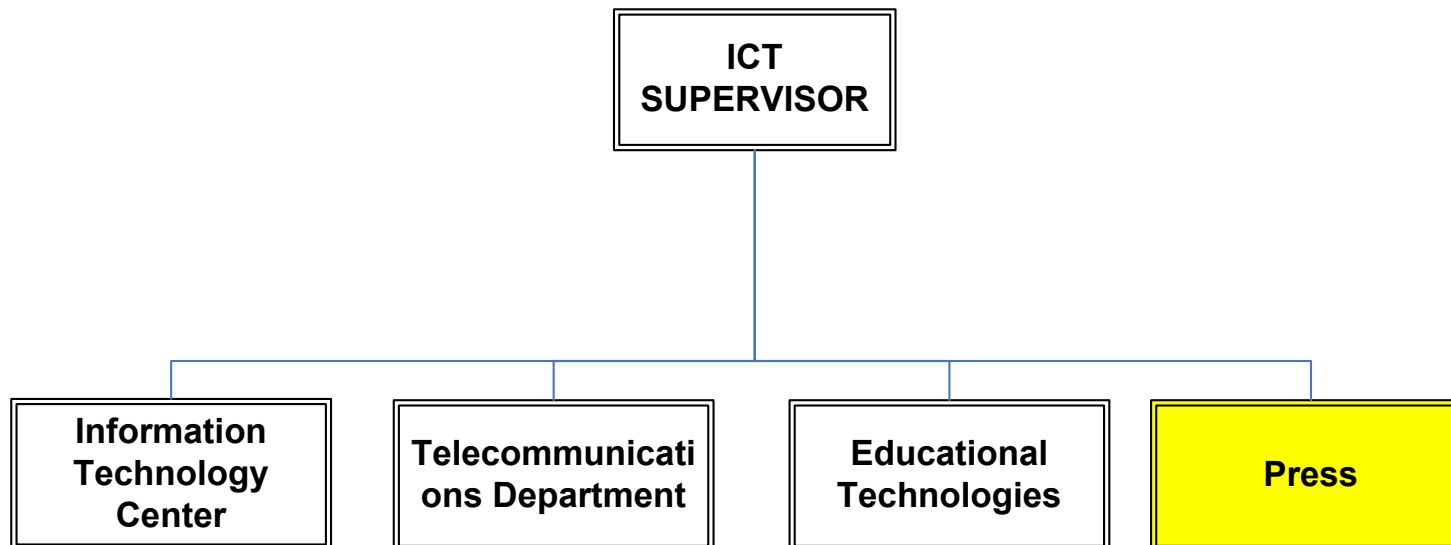 ICT
SUPERVISOR
Information
Technology
Center
Telecommunicati
ons Department
Educational
Technologies
Press